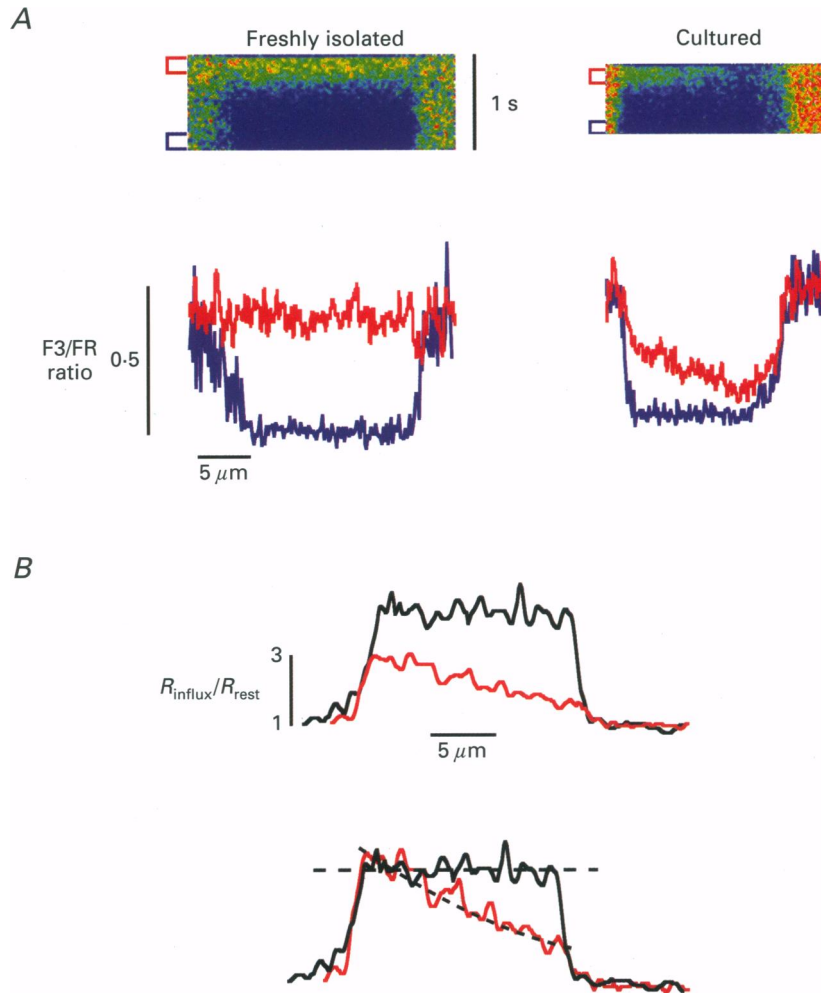 A
Freshly isolated
Cultured
1 s
F3/FR
ratio
0·5
5 μm
B
3
R_influx/R_rest
1
5 μm